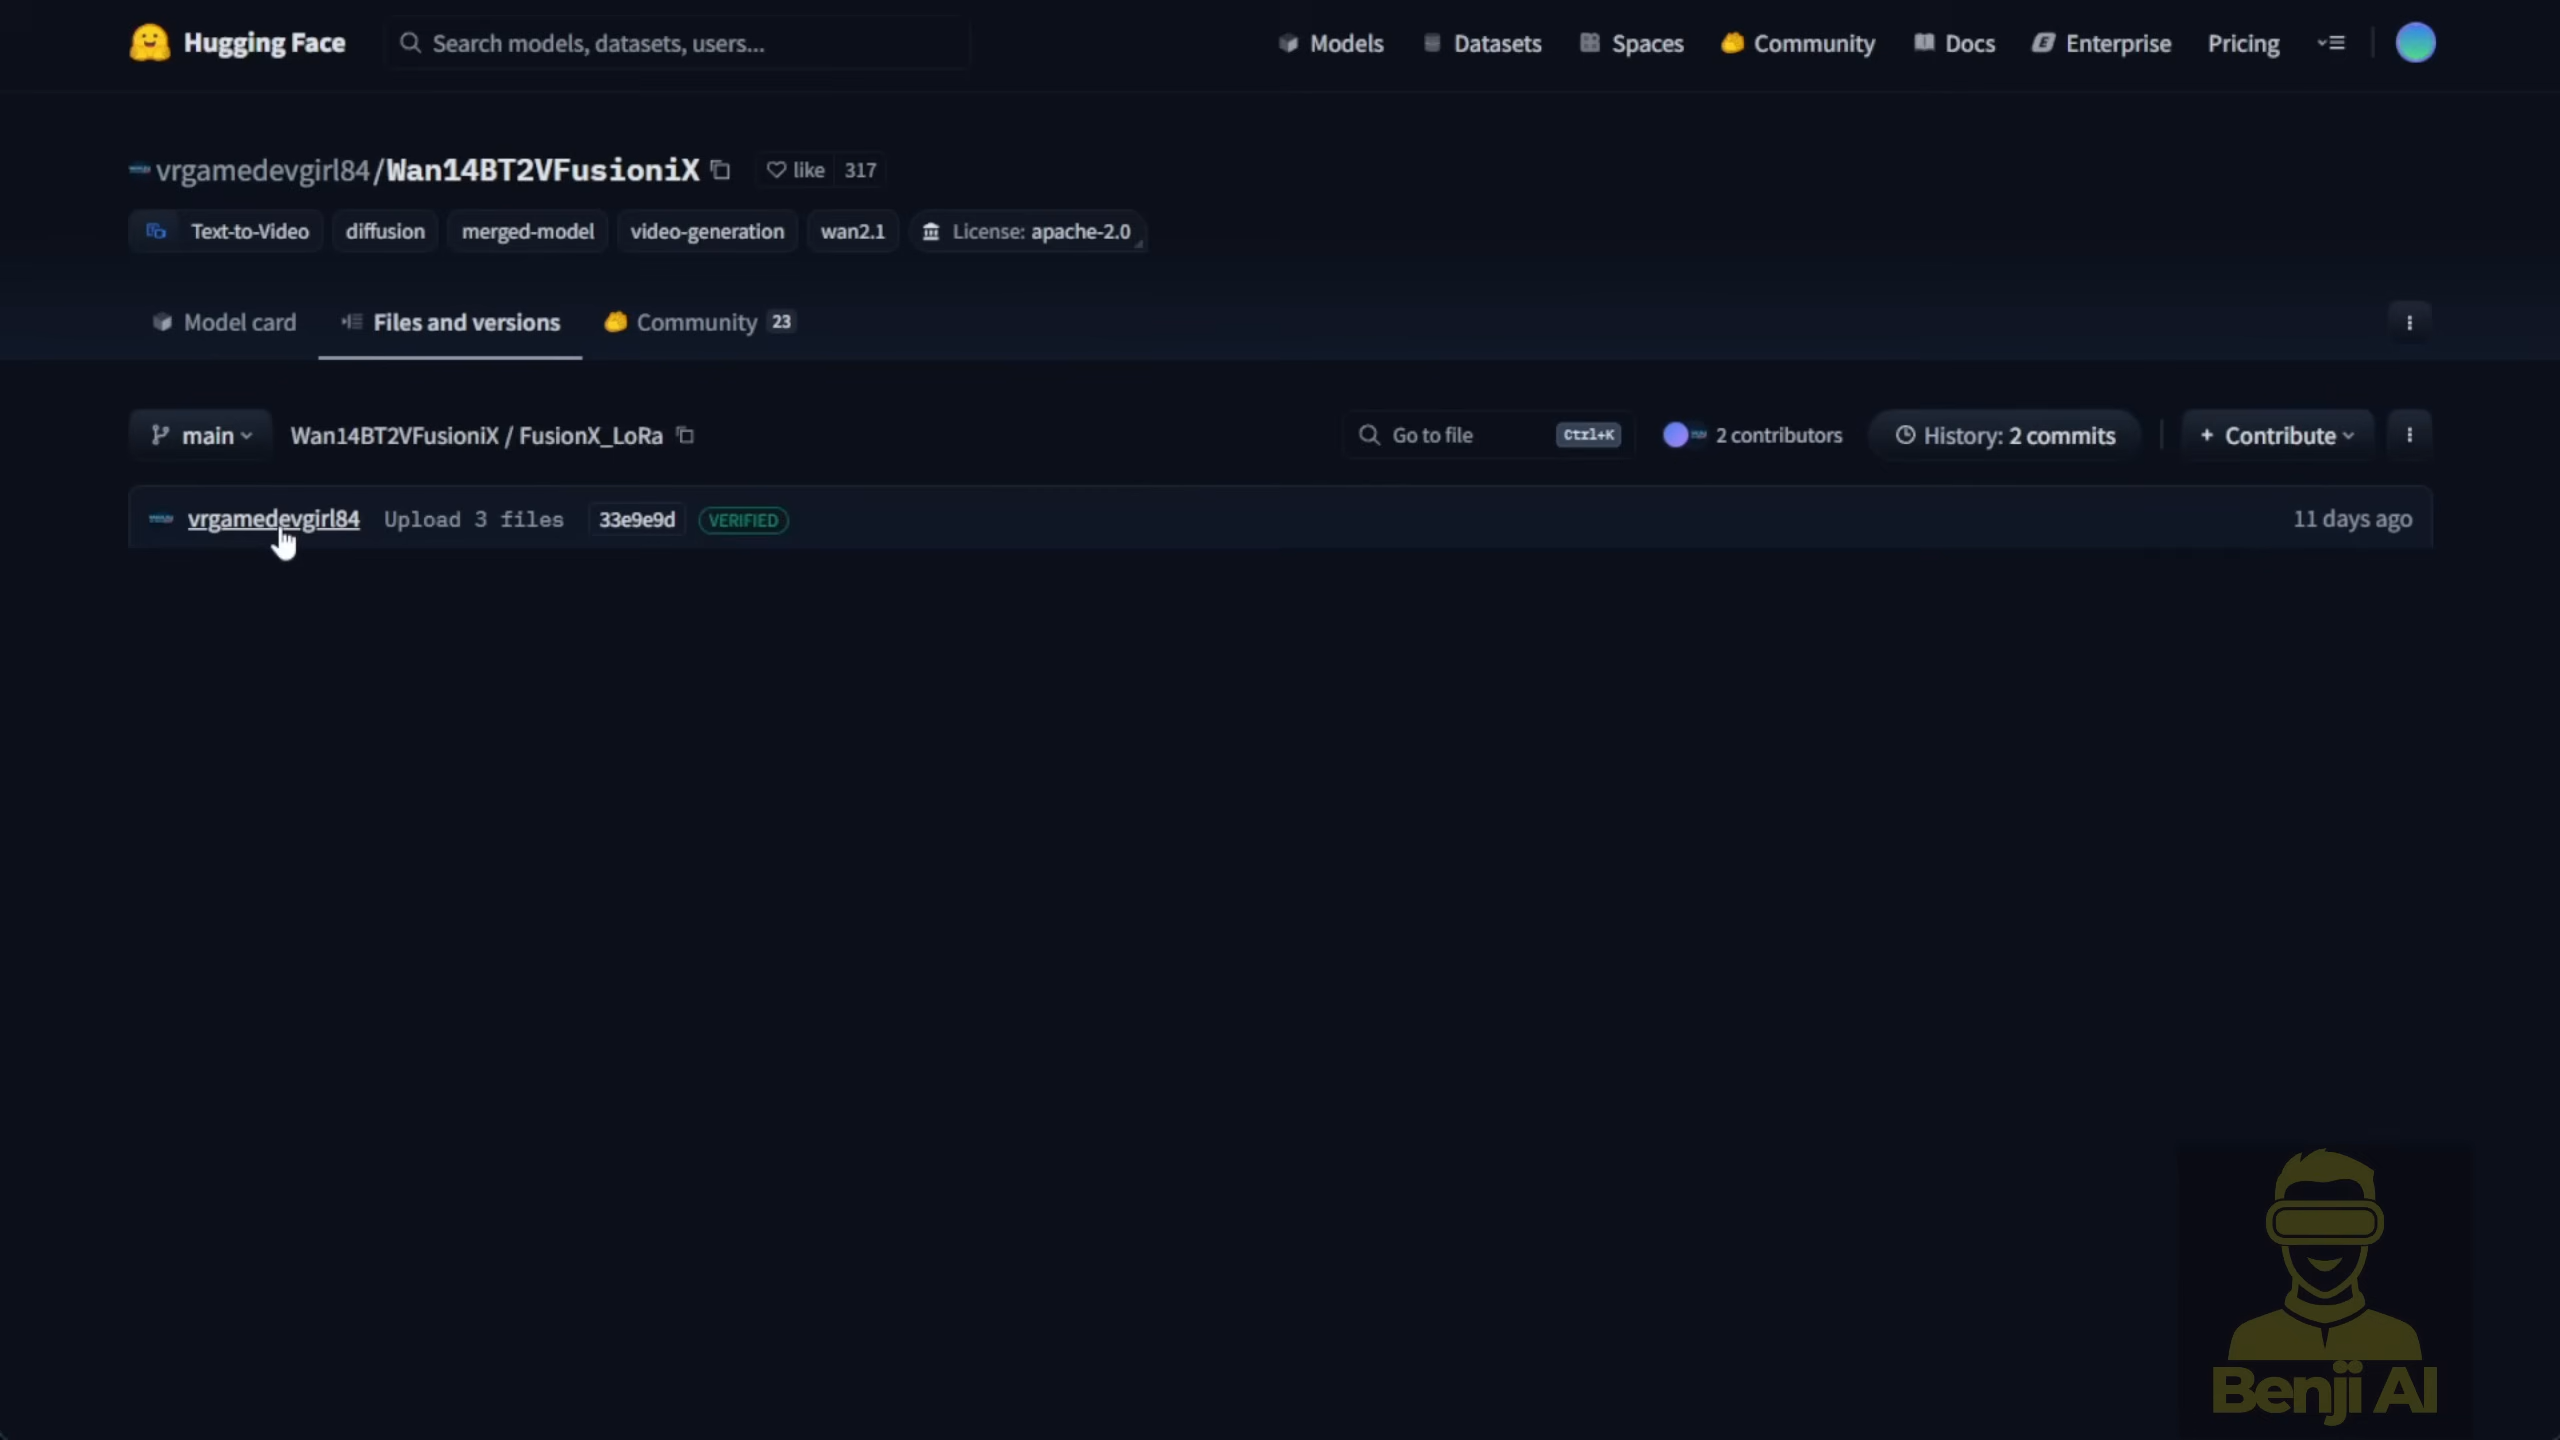 Hugging Face
Search models, datasets, users...
Models
Datasets
Spaces
Community
Docs
Enterprise
Pricing
vrgamedevgirl84/Wan14BT2VFusioniX
like 317
Text-to-Video
diffusion
merged-model
video-generation
wan2.1
License: apache-2.0
Model card
Files and versions
Community 23
main
Wan14BT2VFusioniX / FusionX_LoRa
Go to file
Ctrl+K
2 contributors
History: 2 commits
+ Contribute
vrgamedevgirl84
Upload 3 files
33e9e9d
VERIFIED
11 days ago
Benji AI